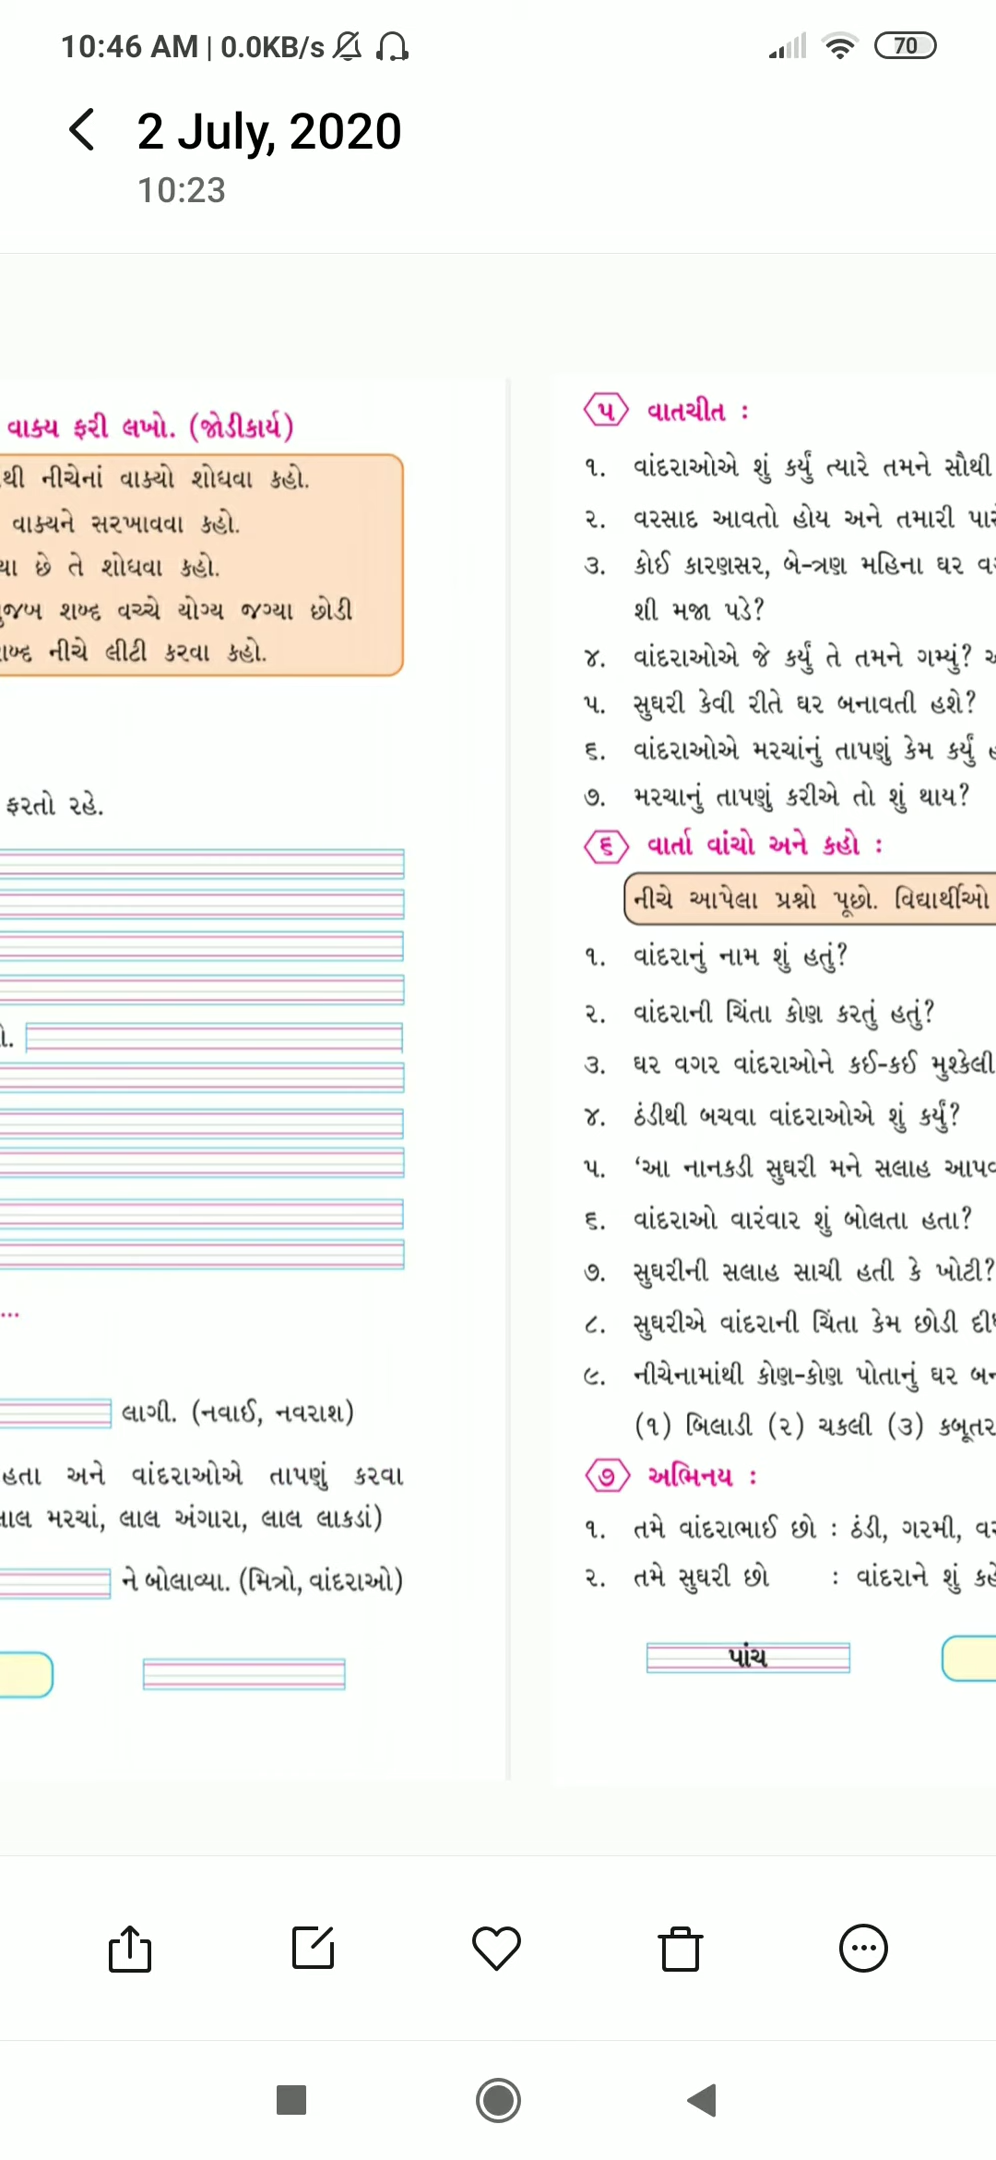 10:46 AM | 0.0KB/s
70
2 July, 2020
10:23
વાક્ય ફરી લખો. (જોડીકાર્ય)
થી નીચેનાં વાક્યો શોધવા કહો.
વાક્યને સરખાવવા કહો.
છે તે શોધવા કહો.
શબ્દ વચ્ચે યોગ્ય જગ્યા છોડી
નીચે લીટી કરવા કહો.
ફરતો રહે.
...
લાગી. (નવાઈ, નવરાશ)
હતા અને વાંદરાઓએ તાપણું કરવા
મરચાં, લાલ અંગારા, લાલ લાકડાં)
ને બોલાવ્યા. (મિત્રો, વાંદરાઓ)
૫ વાતચીત :
૧. વાંદરાઓએ શું કર્યું ત્યારે તમને સૌથી
૨. વરસાદ આવતો હોય અને તમારી
૩. કોઈ કારણસર, બે-ત્રણ મહિના ઘર
શી મજા પડે?
૪. વાંદરાઓએ જે કર્યું તે તમને ગમ્યું?
૫. સુઘરી કેવી રીતે ઘર બનાવતી હશે?
૬. વાંદરાઓએ મરચાંનું તાપણું કેમ કર્યું
૭. મરચાનું તાપણું કરીએ તો શું થાય?
૬ વાર્તા વાંચો અને કહો :
નીચે આપેલા પ્રશ્નો પૂછો. વિદ્યાર્થીઓ
૧. વાંદરાનું નામ શું હતું?
૨. વાંદરાની ચિંતા કોણ કરતું હતું?
૩. ઘર વગર વાંદરાઓને કઈ-કઈ મુશ્કેલી
૪. ઠંડીથી બચવા વાંદરાઓએ શું કર્યું?
૫. ‘આ નાનકડી સુઘરી મને સલાહ
૬. વાંદરાઓ વારંવાર શું બોલતા હતા?
૭. સુઘરીની સલાહ સાચી હતી કે ખોટી?
૮. સુઘરીએ વાંદરાની ચિંતા કેમ છોડી
૯. નીચેનામાંથી કોણ-કોણ પોતાનું ઘર
(૧) બિલાડી (૨) ચકલી (૩) કબૂતર
૭ અભિનય :
૧. તમે વાંદરાભાઈ છો : ઠંડી, ગરમી,
૨. તમે સુઘરી છો : વાંદરાને શું
પાંચ